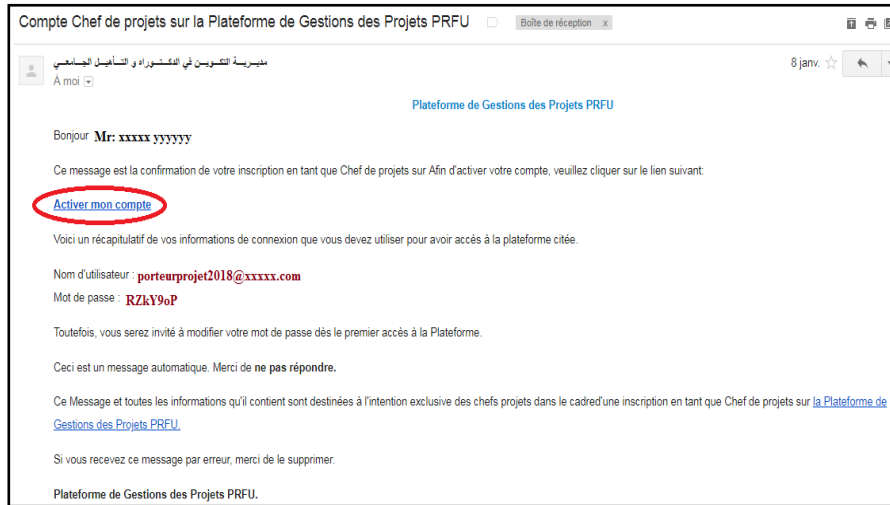 Compte Chef de projets sur la Plateforme de Gestions des Projets PRFU Boîte de réception x
مديـريـــة التكـويــن في الدكـتــوراه و التــأهيــل الجــامعــي
8 janv.
À moi
Plateforme de Gestions des Projets PRFU
Bonjour Mr: xxxxx yyyyyy
Ce message est la confirmation de votre inscription en tant que Chef de projets sur Afin d'activer votre compte, veuillez cliquer sur le lien suivant:
Activer mon compte
Voici un récapitulatif de vos informations de connexion que vous devez utiliser pour avoir accès à la plateforme citée.
Nom d'utilisateur : porteurprojet2018@xxxxx.com
Mot de passe : RZkY9oP
Toutefois, vous serez invité à modifier votre mot de passe dès le premier accès à la Plateforme.
Ceci est un message automatique. Merci de ne pas répondre.
Ce Message et toutes les informations qu'il contient sont destinées à l'intention exclusive des chefs projets dans le cadred'une inscription en tant que Chef de projets sur la Plateforme de
Gestions des Projets PRFU.
Si vous recevez ce message par erreur, merci de le supprimer.
Plateforme de Gestions des Projets PRFU.